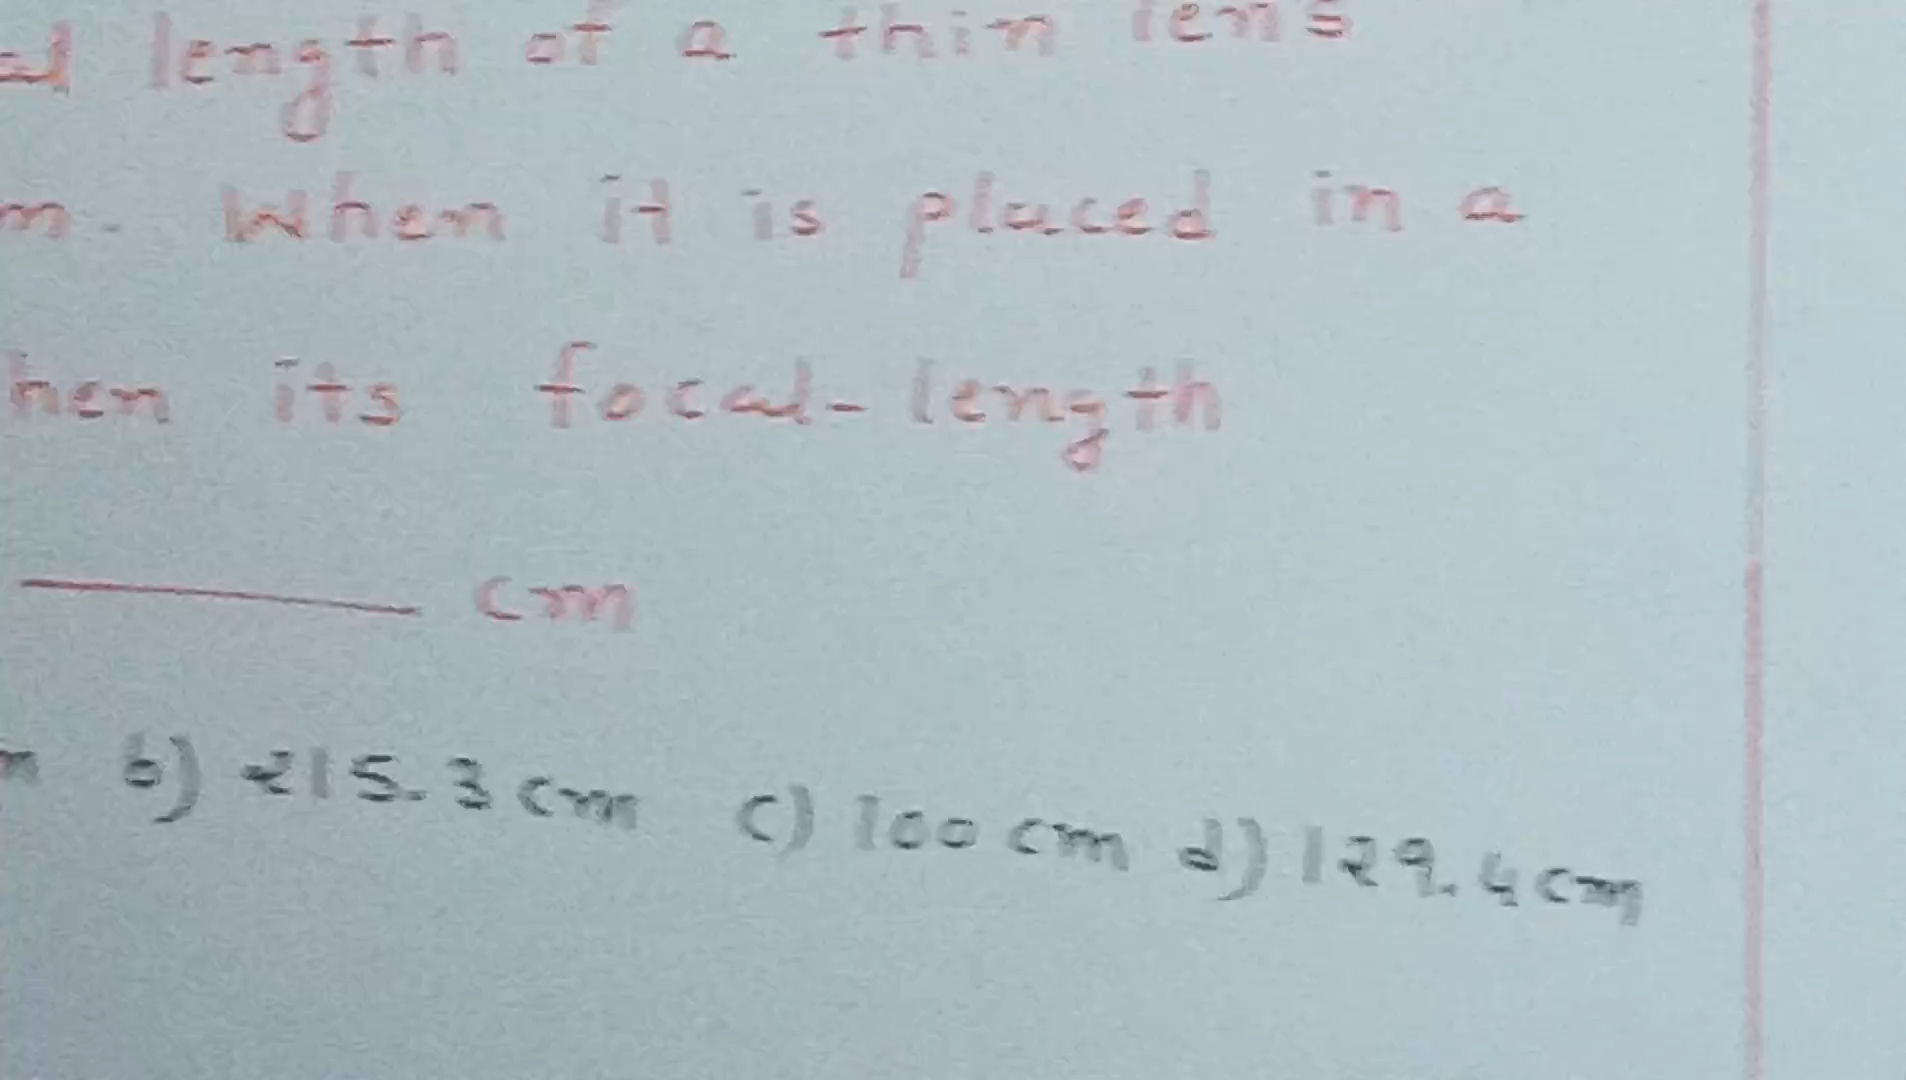 length of a thin lens
m. When it is placed in a
hen its focal-length
cm
b) 215.3 cm c) 100 cm d) 129.4 cm